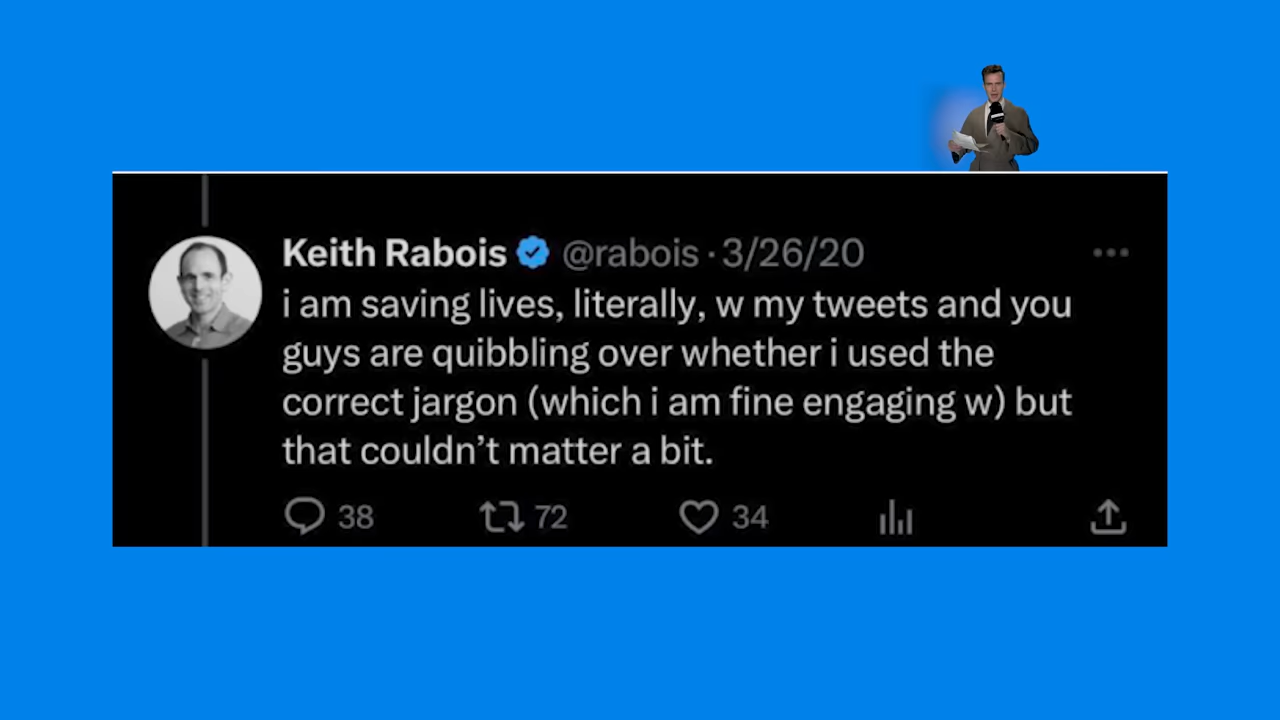 Keith Rabois @rabois · 3/26/20
i am saving lives, literally, w my tweets and you
guys are quibbling over whether i used the
correct jargon (which i am fine engaging w) but
that couldn’t matter a bit.
38 72 34